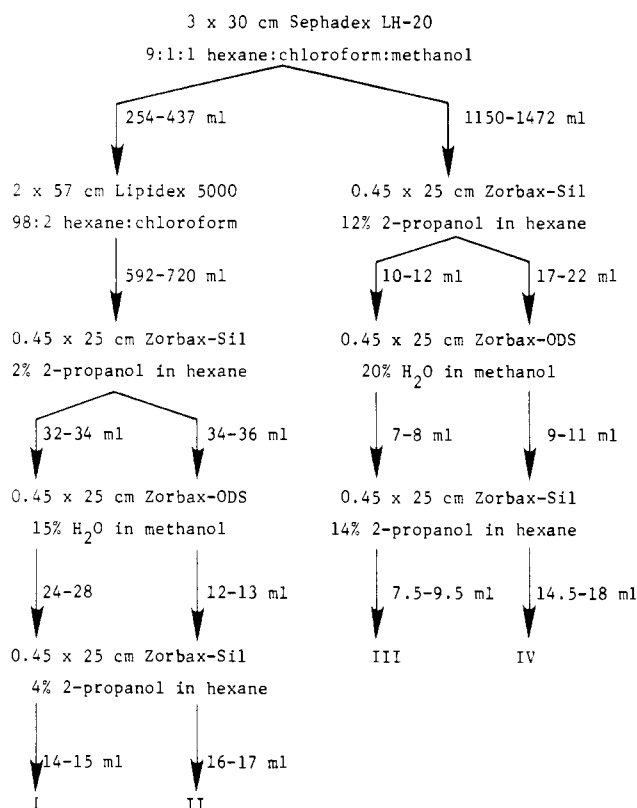 3 x 30 cm Sephadex LH-20
9:1:1 hexane:chloroform:methanol
254-437 ml
1150-1472 ml
2 x 57 cm Lipidex 5000
98:2 hexane:chloroform
0.45 x 25 cm Zorbax-Sil
12% 2-propanol in hexane
592-720 ml
10-12 ml
17-22 ml
0.45 x 25 cm Zorbax-Sil
2% 2-propanol in hexane
0.45 x 25 cm Zorbax-ODS
20% H2O in methanol
32-34 ml
34-36 ml
7-8 ml
9-11 ml
0.45 x 25 cm Zorbax-ODS
15% H2O in methanol
0.45 x 25 cm Zorbax-Sil
14% 2-propanol in hexane
24-28
12-13 ml
7.5-9.5 ml
14.5-18 ml
0.45 x 25 cm Zorbax-Sil
4% 2-propanol in hexane
III
IV
14-15 ml
16-17 ml
I
II